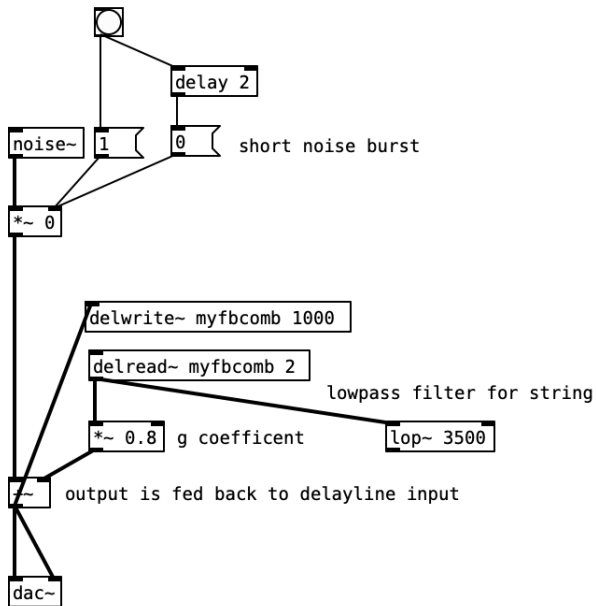 delay 2
noise~
1
0
short noise burst
*~ 0
delwrite~ myfbcomb 1000
delread~ myfbcomb 2
lowpass filter for string
*~ 0.8
g coefficent
lop~ 3500
+~
output is fed back to delayline input
dac~